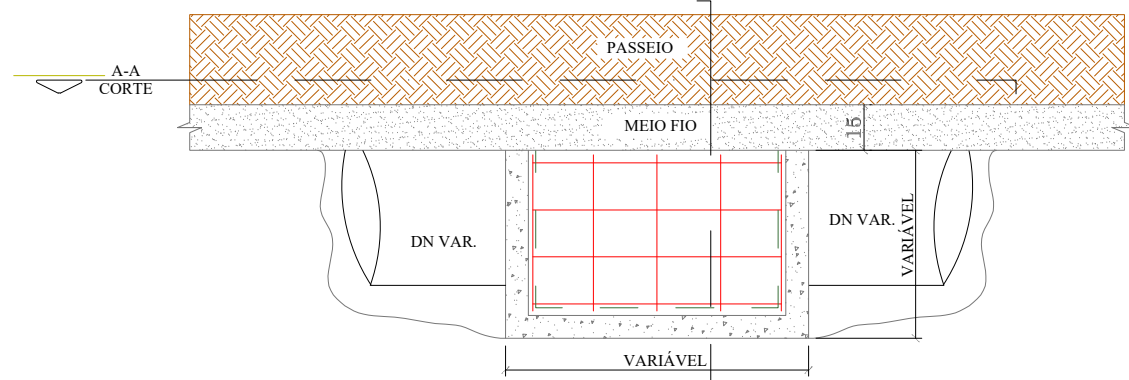 PASSEIO
A-A
CORTE
MEIO FIO
15
DN VAR.
DN VAR.
VARIÁVEL
VARIÁVEL